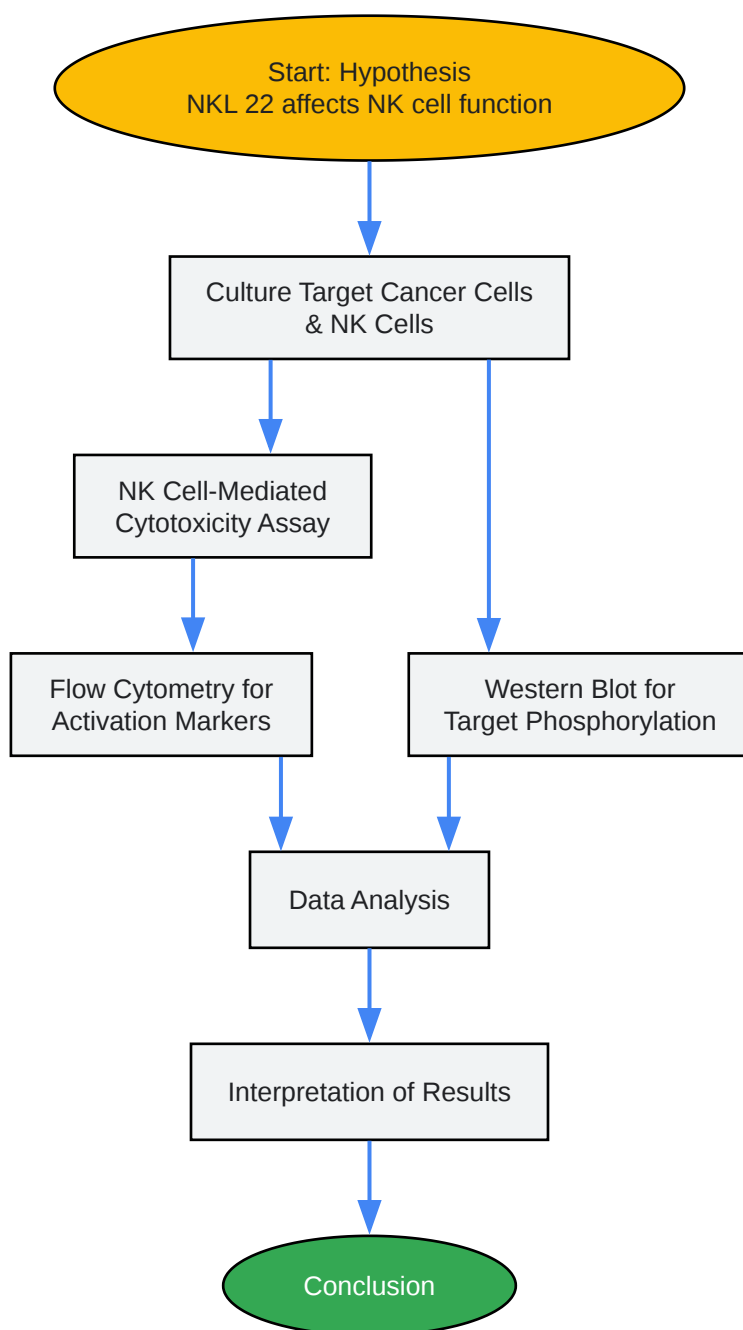 Start: Hypothesis
NKL 22 affects NK cell function
Culture Target Cancer Cells
& NK Cells
NK Cell-Mediated
Cytotoxicity Assay
Flow Cytometry for
Activation Markers
Western Blot for
Target Phosphorylation
Data Analysis
Interpretation of Results
Conclusion